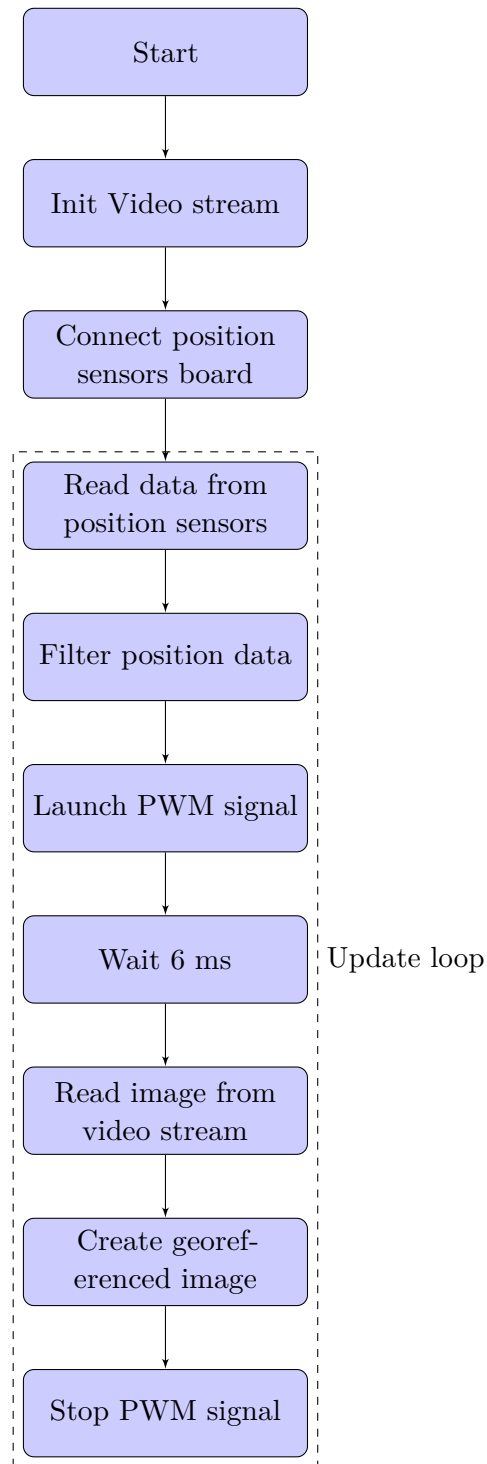 Start
Init Video stream
Connect position
sensors board
Read data from
position sensors
Filter position data
Launch PWM signal
Wait 6 ms
Update loop
Read image from
video stream
Create georef-
erenced image
Stop PWM signal